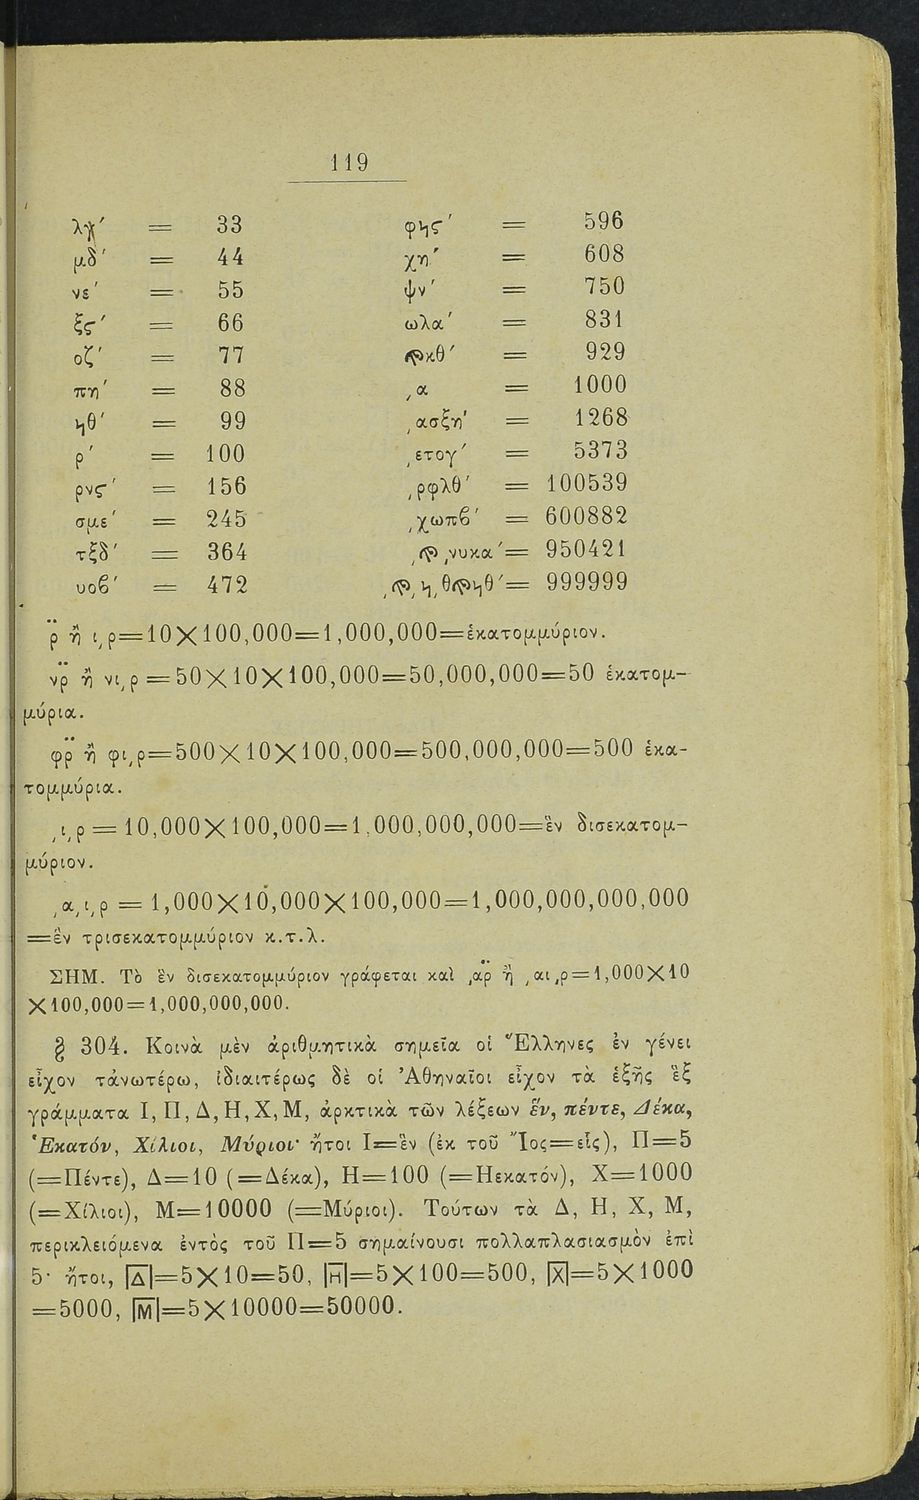 119
λγ΄ = 33 φϟϛ΄ = 596
μδ΄ = 44 χη΄ = 608
νε΄ = 55 ψν΄ = 750
ξϛ΄ = 66 ωλα΄ = 831
οζ΄ = 77 ϡκθ΄ = 929
πη΄ = 88 ͵α = 1000
ϟθ΄ = 99 ͵ασξη΄ = 1268
ρ΄ = 100 ͵ετογ΄ = 5373
ρνϛ΄ = 156 ͵ρφλθ΄ = 100539
σμε΄ = 245 ͵χωπϐ΄ = 600882
τξδ΄ = 364 ͵ϡ͵νυκα΄ = 950421
υοϐ΄ = 472 ͵ϡ͵ϟ͵θϡϟθ΄ = 999999
ρ̈ ἢ ι͵ρ=10×100,000=1,000,000=ἑκατομμύριον.
νρ̈ ἢ νι͵ρ=50×10×100,000=50,000,000=50 ἑκατομ-
μύρια.
φρ̈ ἢ φι͵ρ=500×10×100,000=500,000,000=500 ἑκα-
τομμύρια.
͵ι͵ρ = 10,000×100,000=1,000,000,000=ἓν δισεκατομ-
μύριον.
͵α͵ι͵ρ = 1,000×10,000×100,000=1,000,000,000,000
=ἓν τρισεκατομμύριον κ.τ.λ.
ΣΗΜ. Τὸ ἓν δισεκατομμύριον γράφεται καὶ ͵αρ̈ ἢ ͵αι͵ρ=1,000×10
×100,000=1,000,000,000.
§ 304. Κοινὰ μὲν ἀριθμητικὰ σημεῖα οἱ Ἕλληνες ἐν γένει
εἶχον τἀνωτέρω, ἰδιαιτέρως δὲ οἱ Ἀθηναῖοι εἶχον τὰ ἑξῆς ἓξ
γράμματα Ι, Π, Δ, Η, Χ, Μ, ἀρκτικὰ τῶν λέξεων ἕν, πέντε, Δέκα,
Ἑκατόν, Χίλιοι, Μύριοι· ἤτοι Ι=ἓν (ἐκ τοῦ Ἴος=εἷς), Π=5
(=Πέντε), Δ=10 (=Δέκα), Η=100 (=Ηεκατόν), Χ=1000
(=Χίλιοι), Μ=10000 (=Μύριοι). Τούτων τὰ Δ, Η, Χ, Μ,
περικλειόμενα ἐντὸς τοῦ Π=5 σημαίνουσι πολλαπλασιασμὸν ἐπὶ
5· ἤτοι, 𐅄=5×10=50, 𐅅=5×100=500, 𐅆=5×1000
=5000, 𐅇=5×10000=50000.